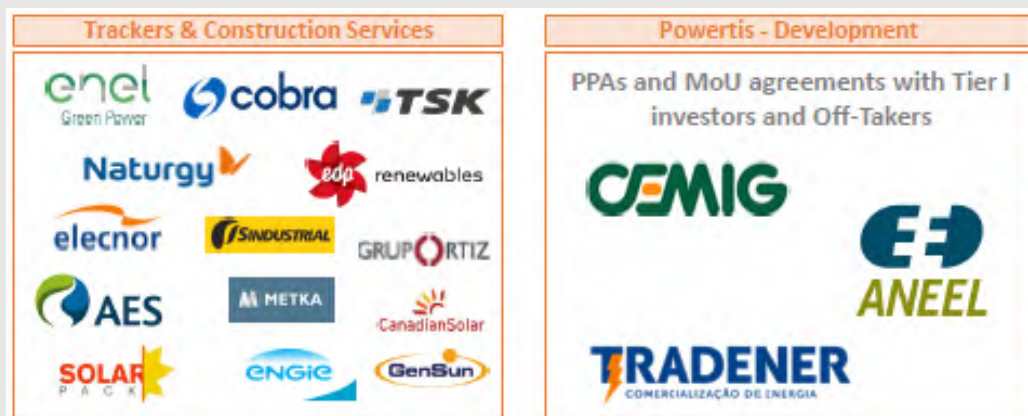 Trackers & Construction Services
enel
Green Power
cobra
TSK
Naturgy
edp renewables
elecnor
SINDUSTRIAL
GRUPORTIZ
AES
METKA
CanadianSolar
SOLAR
PACK
ENGIE
GenSun
Powertis - Development
PPAs and MoU agreements with Tier I
investors and Off-Takers
CEMIG
ANEEL
TRADENER
COMERCIALIZAÇÃO DE ENERGIA